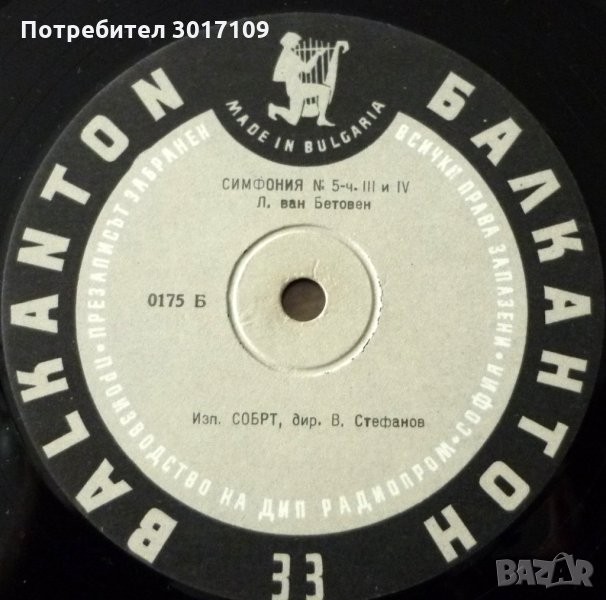 Потребител 3017109
MADE IN BULGARIA
BALKANTON
БАЛКАНТОН
ПРЕЗАПИСЪТ ЗАБРАНЕН
ВСИЧКИ ПРАВА ЗАПАЗЕНИ
СИМФОНИЯ № 5-ч. III и IV
Л. ван Бетовен
0175 Б
Изп. СОБРТ, дир. В. Стефанов
ПРОИЗВОДСТВО НА ДИП РАДИОПРОМ • СОФИЯ
33
BAZAR